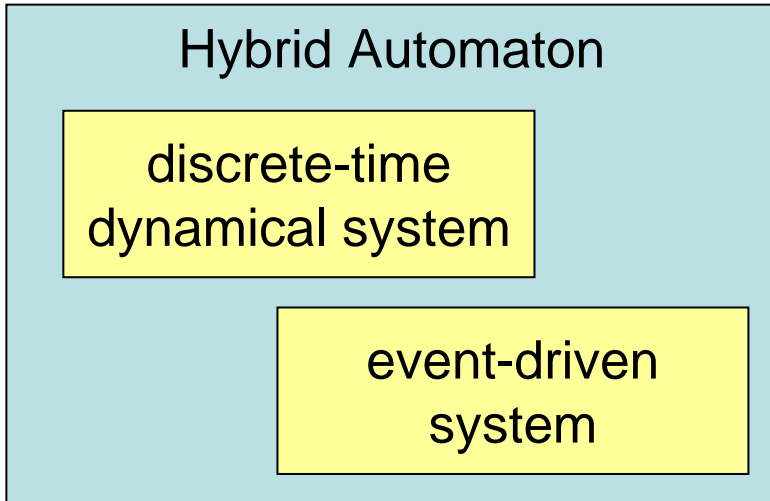 Hybrid Automaton
discrete-time
dynamical system
event-driven
system